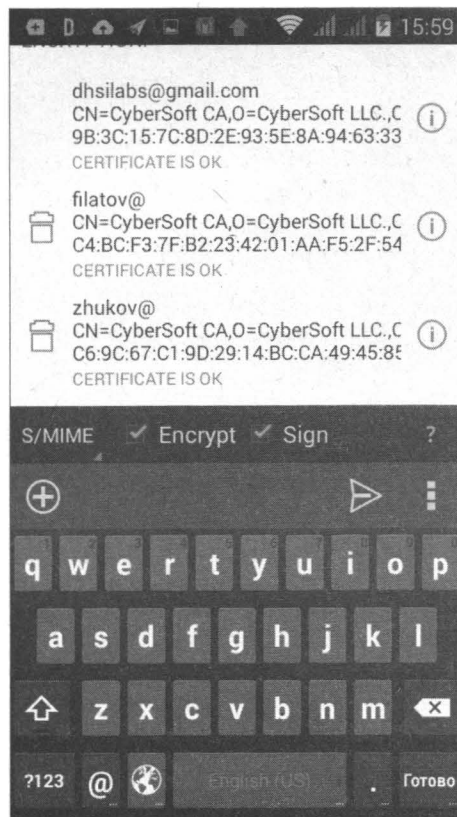 15:59
dhsilabs@gmail.com
CN=CyberSoft CA,O=CyberSoft LLC.,C
9B:3C:15:7C:8D:2E:93:5E:8A:94:63:33
CERTIFICATE IS OK
filatov@
CN=CyberSoft CA,O=CyberSoft LLC.,C
C4:BC:F3:7F:B2:23:42:01:AA:F5:2F:54
CERTIFICATE IS OK
zhukov@
CN=CyberSoft CA,O=CyberSoft LLC.,C
C6:9C:67:C1:9D:29:14:BC:CA:49:45:85
CERTIFICATE IS OK
S/MIME Encrypt Sign ?
q w e r t y u i o p
a s d f g h j k l
z x c v b n m
?123 @ English (US) . Готово